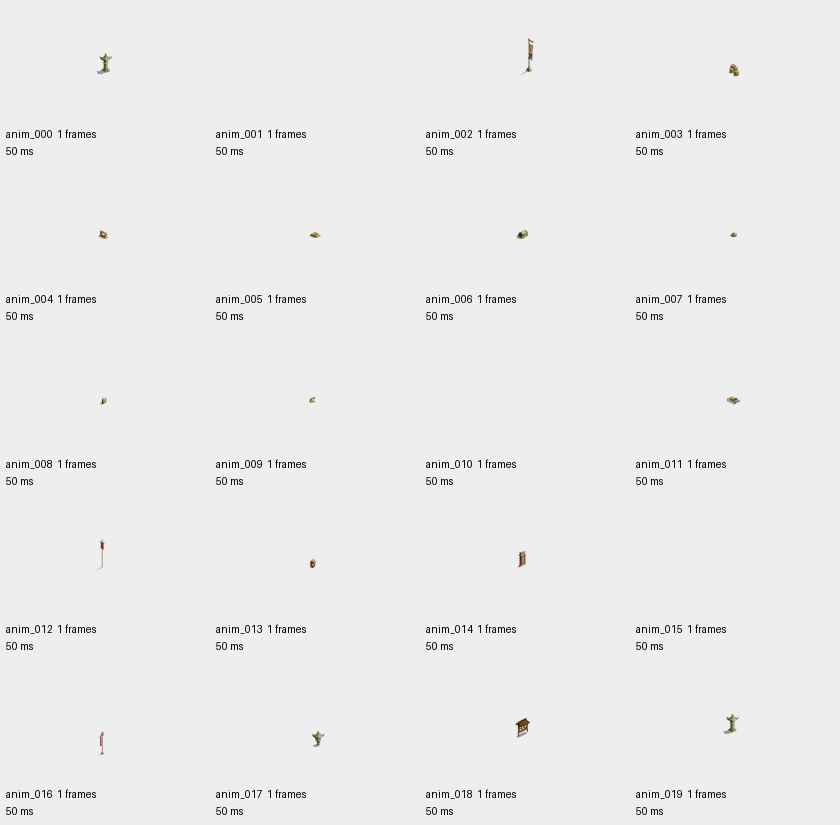 anim_000 1 frames
50 ms
anim_001 1 frames
50 ms
anim_002 1 frames
50 ms
anim_003 1 frames
50 ms
anim_004 1 frames
50 ms
anim_005 1 frames
50 ms
anim_006 1 frames
50 ms
anim_007 1 frames
50 ms
anim_008 1 frames
50 ms
anim_009 1 frames
50 ms
anim_010 1 frames
50 ms
anim_011 1 frames
50 ms
anim_012 1 frames
50 ms
anim_013 1 frames
50 ms
anim_014 1 frames
50 ms
anim_015 1 frames
50 ms
anim_016 1 frames
50 ms
anim_017 1 frames
50 ms
anim_018 1 frames
50 ms
anim_019 1 frames
50 ms